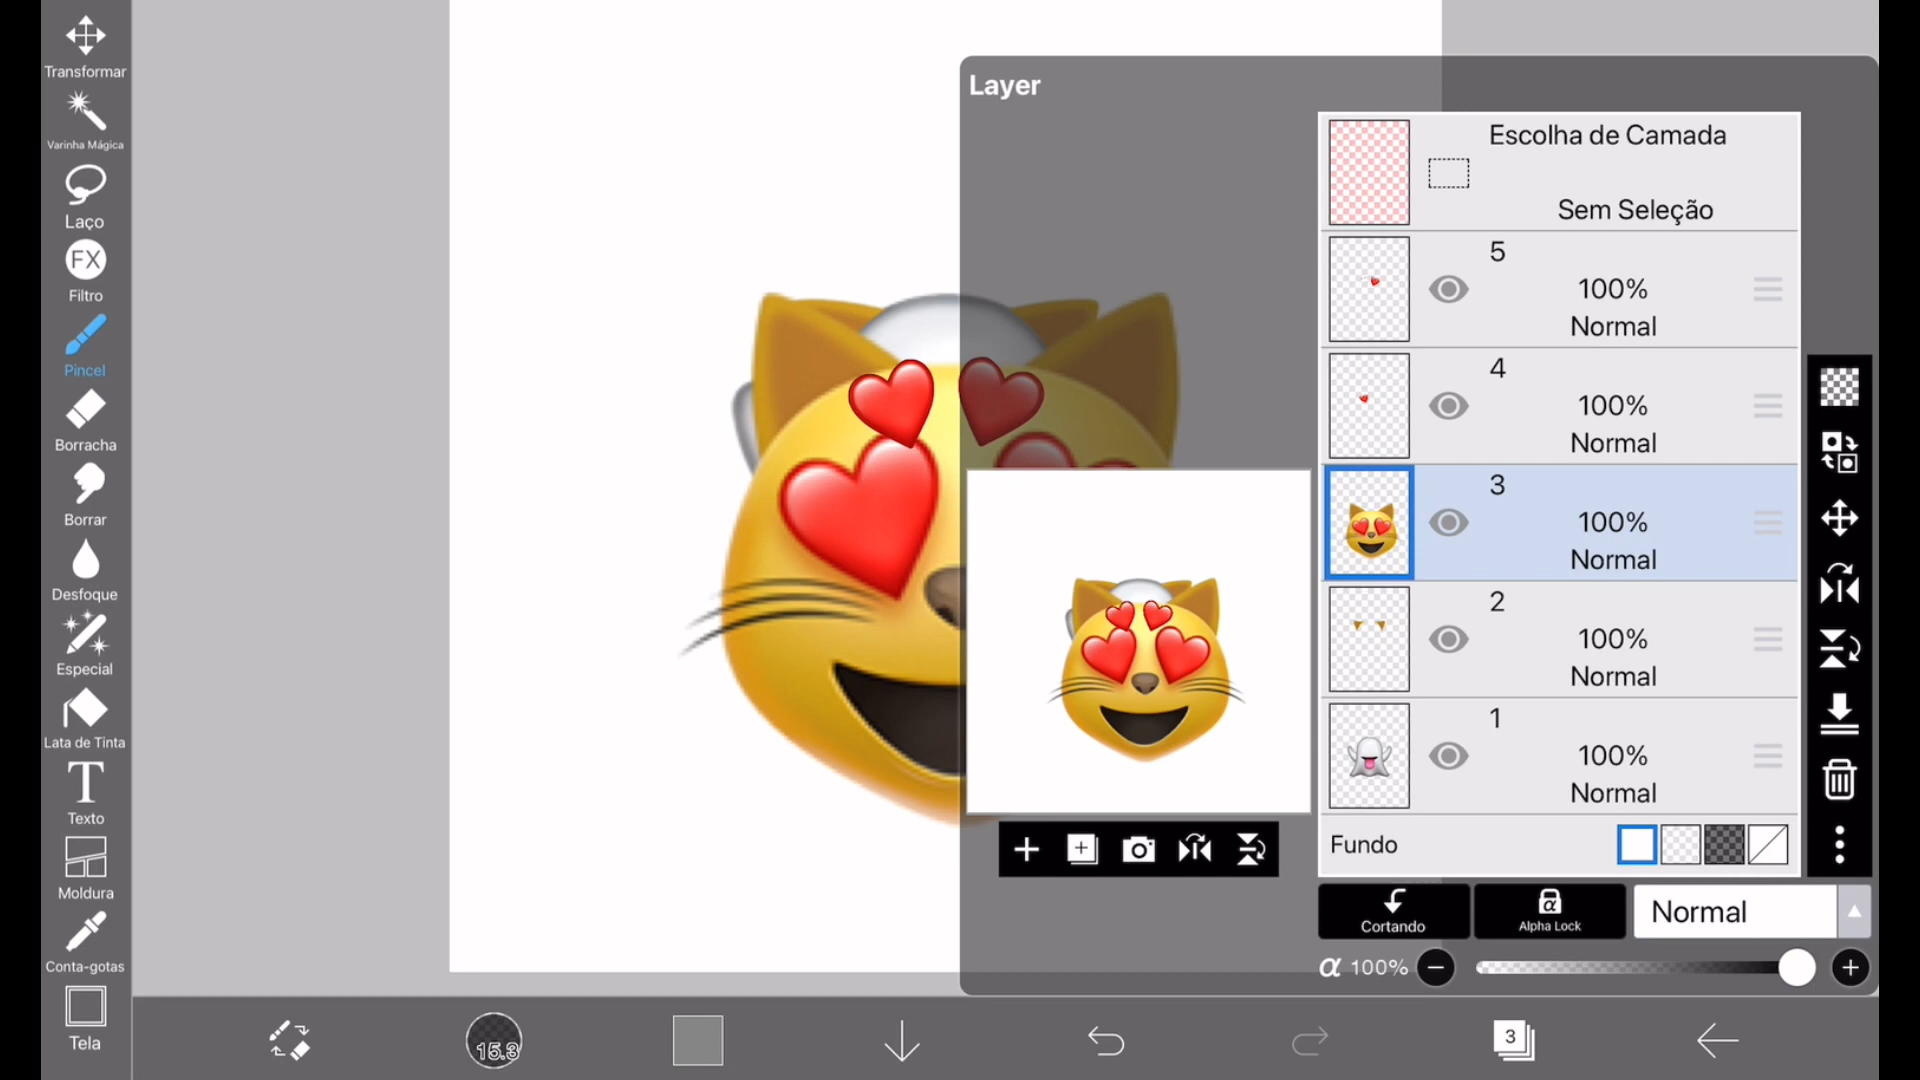 Transformar
Varinha Mágica
Laço
FX
Filtro
Pincel
Borracha
Borrar
Desfoque
Especial
Lata de Tinta
T
Texto
Moldura
Conta-gotas
Tela
Layer
Escolha de Camada
Sem Seleção
5
100%
Normal
4
100%
Normal
3
100%
Normal
2
100%
Normal
1
100%
Normal
Fundo
Cortando
α
Alpha Lock
Normal
α 100%
15.3
3